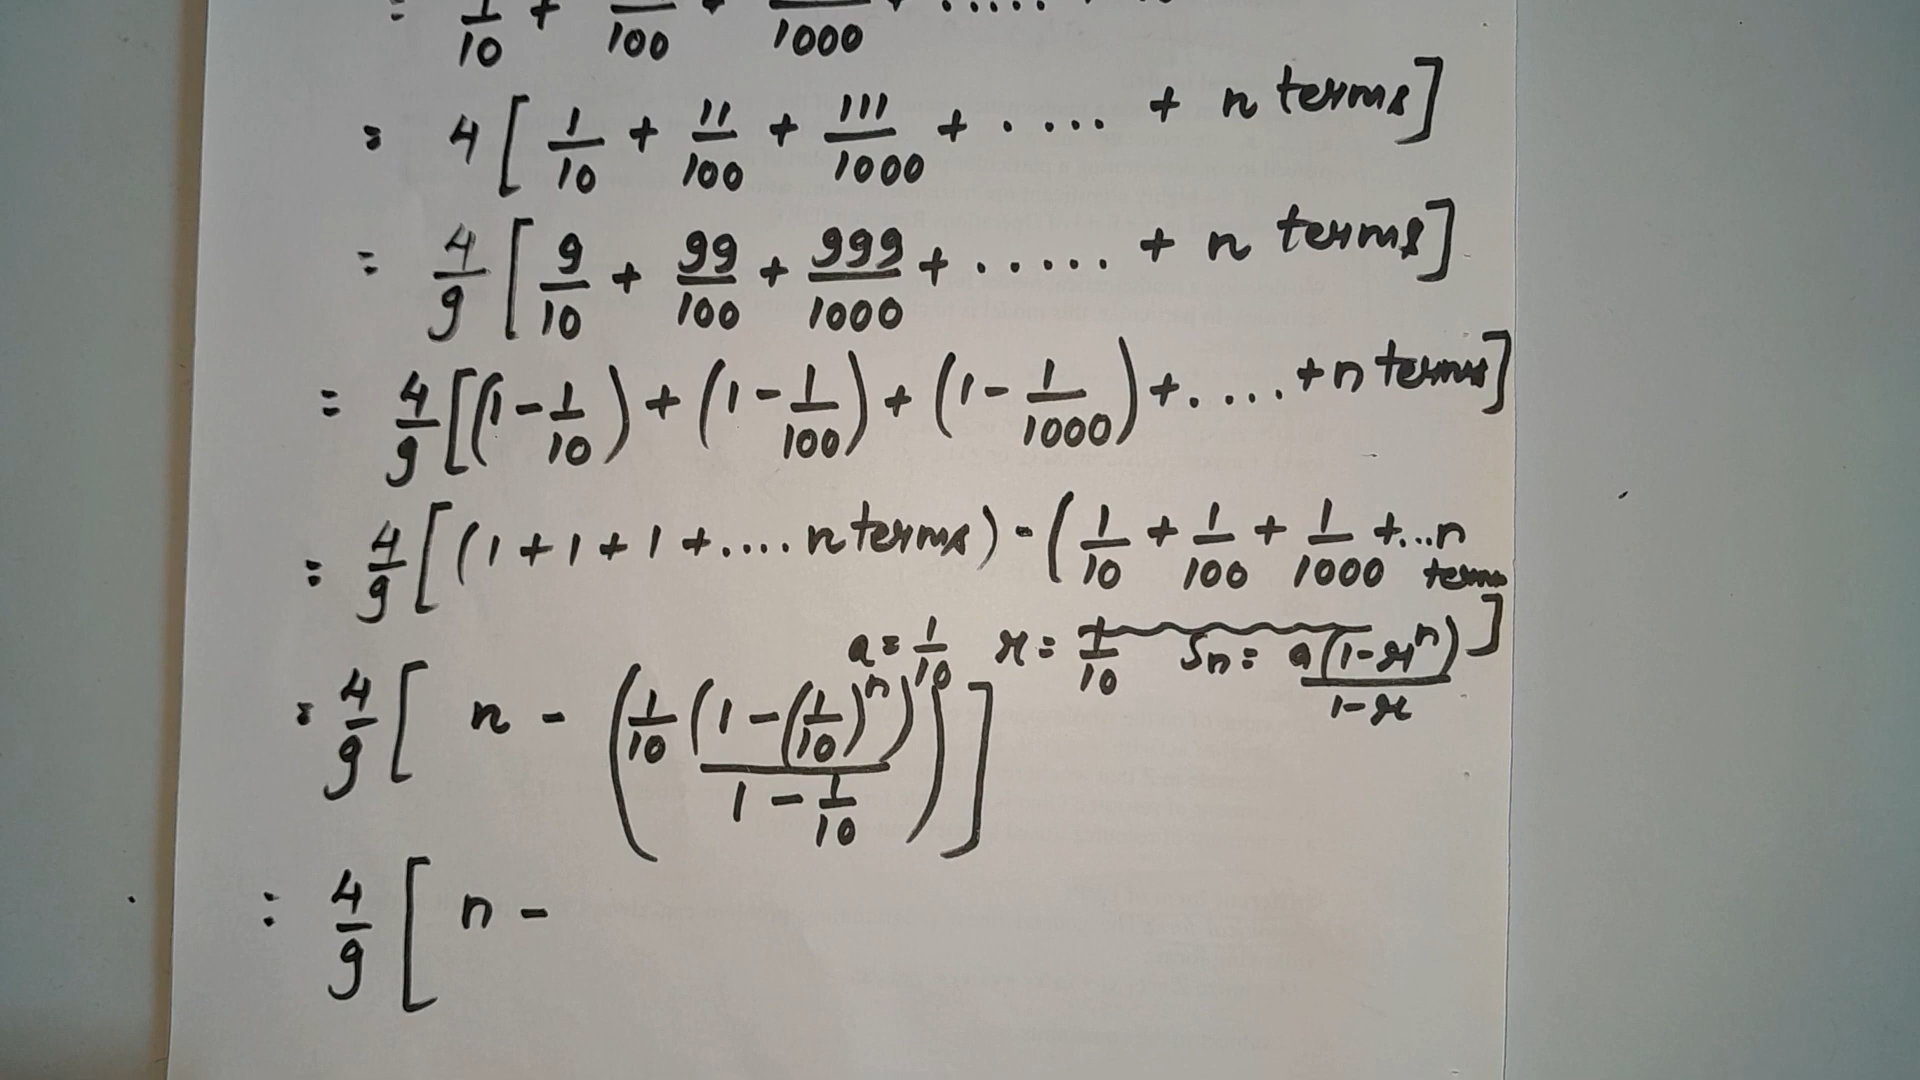 = 1/10 + /100 + /1000 + .....
= 4 [ 1/10 + 11/100 + 111/1000 + .... + n terms ]
= 4/9 [ 9/10 + 99/100 + 999/1000 + ..... + n terms ]
= 4/9 [ (1 - 1/10) + (1 - 1/100) + (1 - 1/1000) + .... + n terms ]
= 4/9 [ (1 + 1 + 1 + .... n terms) - ( 1/10 + 1/100 + 1/1000 + ... n terms ]
a = 1/10 r = 1/10 Sn = a(1-r^n)/1-r
= 4/9 [ n - ( 1/10 (1 - (1/10)^n) / 1 - 1/10 ) ]
= 4/9 [ n -